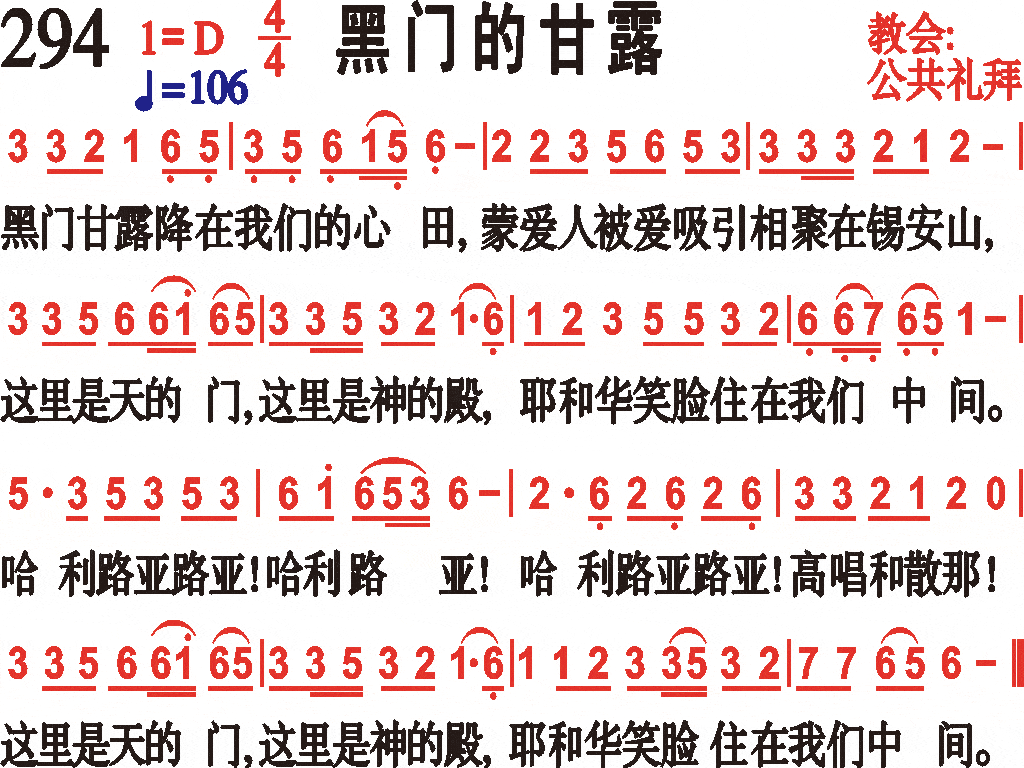 294 1=D 4/4 黑门的甘露 教会:
♩=106 公共礼拜
3 3 2 1 6 5 | 3 5 6 1 5 6 – | 2 2 3 5 6 5 3 | 3 3 3 2 1 2 – |
黑门甘露降在我们的心 田, 蒙爱人被爱吸引相聚在锡安山,
3 3 5 6 6 i 6 5 | 3 3 5 3 2 1·6 | 1 2 3 5 5 3 2 | 6 6 7 6 5 1 – |
这里是天的 门, 这里是神的殿, 耶和华笑脸住在我们 中 间。
5 · 3 5 3 5 3 | 6 i 6 5 3 6 – | 2 · 6 2 6 2 6 | 3 3 2 1 2 0 |
哈 利路亚路亚! 哈利 路 亚! 哈 利路亚路亚! 高唱和散那!
3 3 5 6 6 i 6 5 | 3 3 5 3 2 1·6 | 1 1 2 3 3 5 3 2 | 7 7 6 5 6 – ‖
这里是天的 门, 这里是神的殿, 耶和华笑脸 住在我们中 间。